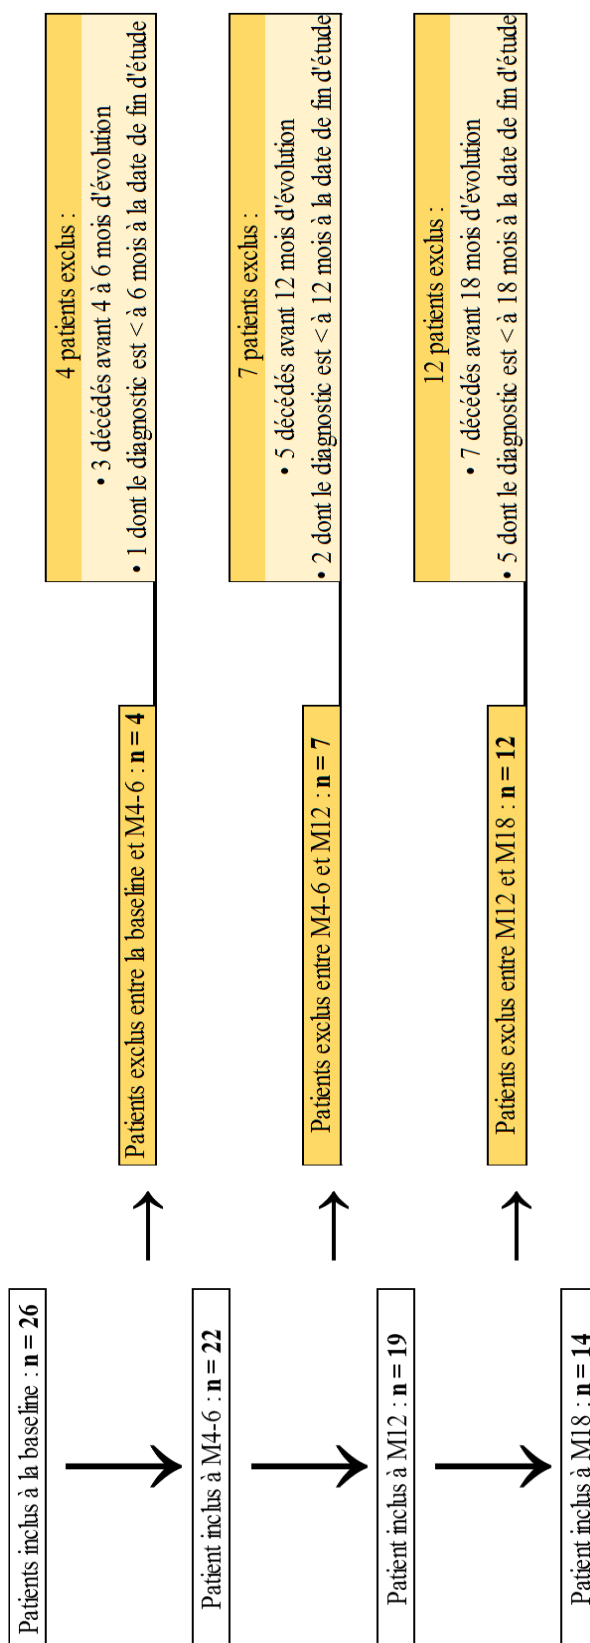 Patients inclus à la baseline : n = 26
Patients exclus entre la baseline et M4-6 : n = 4
4 patients exclus :
• 3 décédés avant 4 à 6 mois d'évolution
• 1 dont le diagnostic est < à 6 mois à la date de fin d'étude
Patient inclus à M4-6 : n = 22
Patients exclus entre M4-6 et M12 : n = 7
7 patients exclus :
• 5 décédés avant 12 mois d'évolution
• 2 dont le diagnostic est < à 12 mois à la date de fin d'étude
Patient inclus à M12 : n = 19
Patients exclus entre M12 et M18 : n = 12
12 patients exclus :
• 7 décédés avant 18 mois d'évolution
• 5 dont le diagnostic est < à 18 mois à la date de fin d'étude
Patient inclus à M18 : n = 14